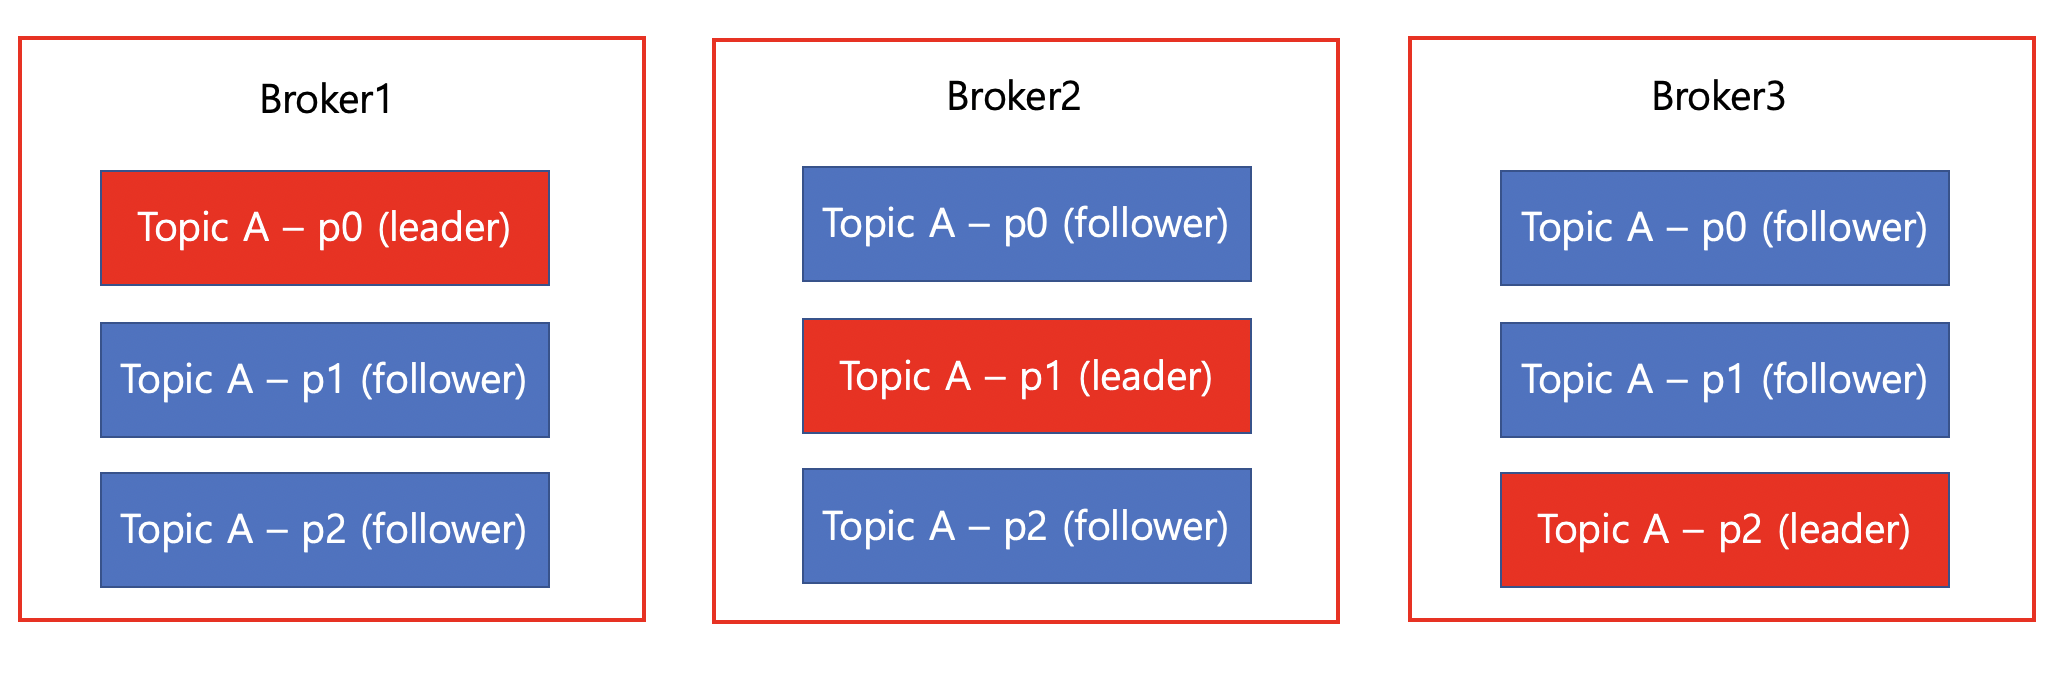 Broker1
Topic A – p0 (leader)
Topic A – p1 (follower)
Topic A – p2 (follower)
Broker2
Topic A – p0 (follower)
Topic A – p1 (leader)
Topic A – p2 (follower)
Broker3
Topic A – p0 (follower)
Topic A – p1 (follower)
Topic A – p2 (leader)